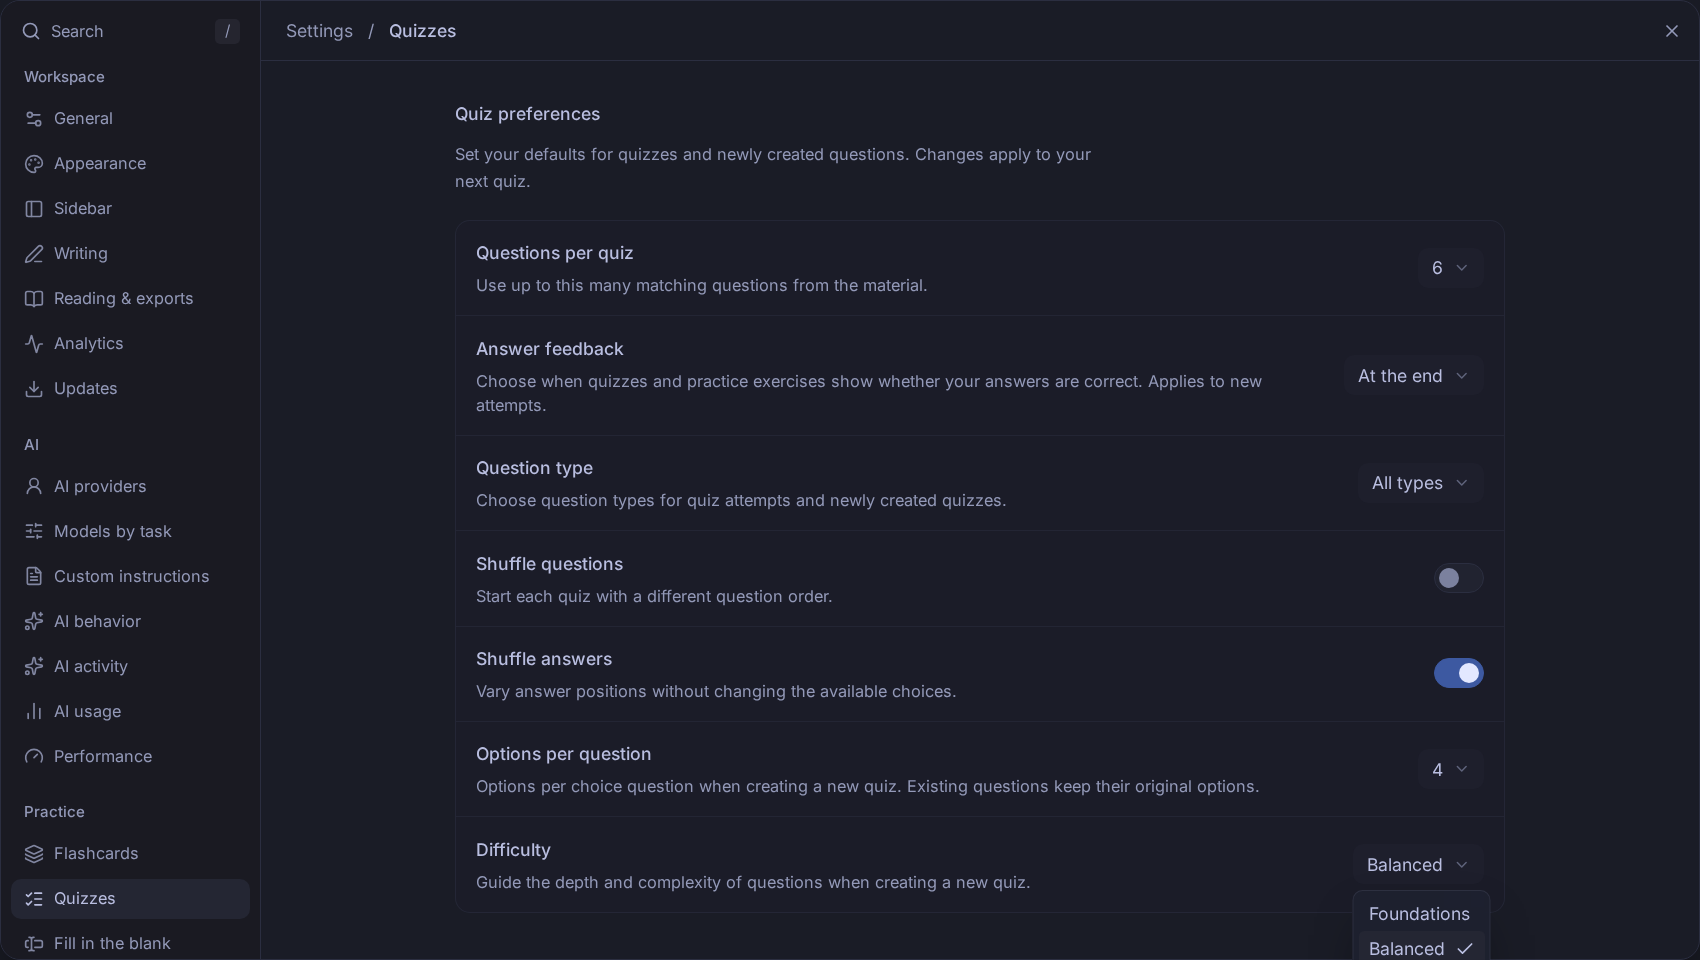 Search
/
Workspace
General
Appearance
Sidebar
Writing
Reading & exports
Analytics
Updates
AI
AI providers
Models by task
Custom instructions
AI behavior
AI activity
AI usage
Performance
Practice
Flashcards
Quizzes
Fill in the blank
Settings / Quizzes
Quiz preferences
Set your defaults for quizzes and newly created questions. Changes apply to your
next quiz.
Questions per quiz
Use up to this many matching questions from the material.
6
Answer feedback
Choose when quizzes and practice exercises show whether your answers are correct. Applies to new
attempts.
At the end
Question type
Choose question types for quiz attempts and newly created quizzes.
All types
Shuffle questions
Start each quiz with a different question order.
Shuffle answers
Vary answer positions without changing the available choices.
Options per question
Options per choice question when creating a new quiz. Existing questions keep their original options.
4
Difficulty
Guide the depth and complexity of questions when creating a new quiz.
Balanced
Foundations
Balanced